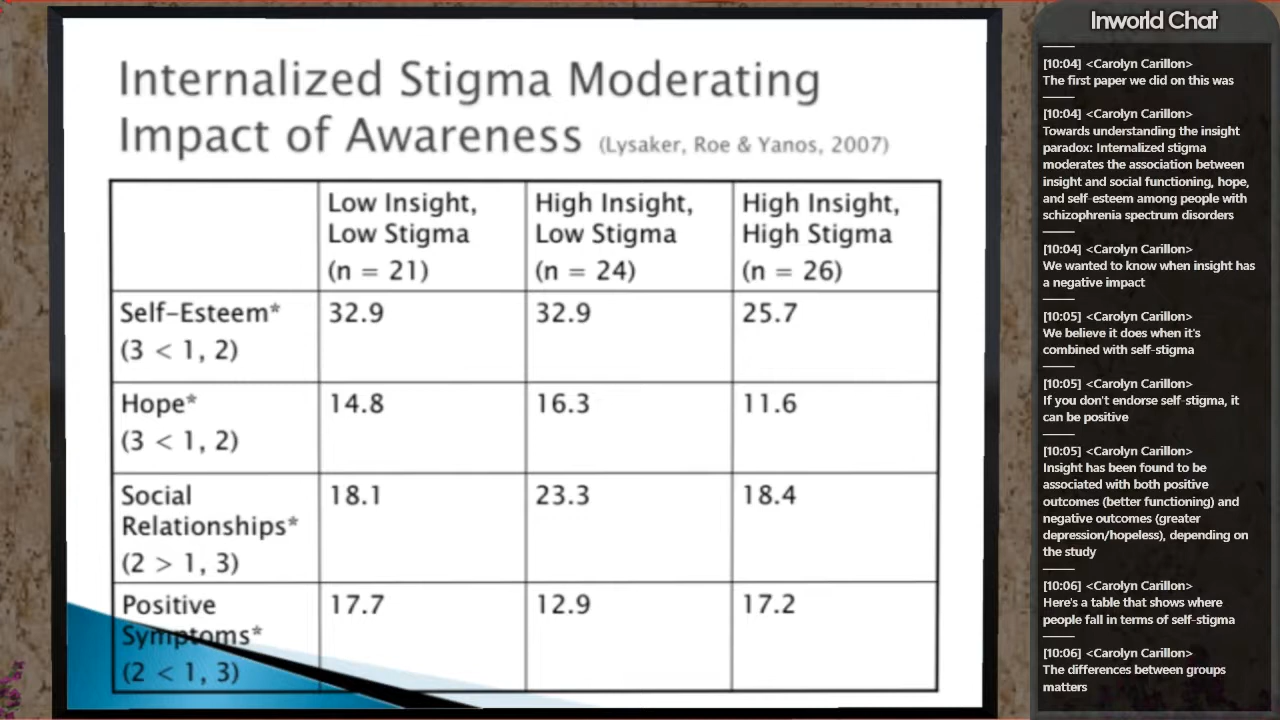 Internalized Stigma Moderating
Impact of Awareness (Lysaker, Roe & Yanos, 2007)
Low Insight, Low Stigma (n = 21)
High Insight, Low Stigma (n = 24)
High Insight, High Stigma (n = 26)
Self-Esteem* (3 < 1, 2) 32.9 32.9 25.7
Hope* (3 < 1, 2) 14.8 16.3 11.6
Social Relationships* (2 > 1, 3) 18.1 23.3 18.4
Positive Symptoms* (2 < 1, 3) 17.7 12.9 17.2
Inworld Chat
[10:04] <Carolyn Carillon>
The first paper we did on this was
[10:04] <Carolyn Carillon>
Towards understanding the insight
paradox: Internalized stigma
moderates the association between
insight and social functioning, hope,
and self-esteem among people with
schizophrenia spectrum disorders
[10:04] <Carolyn Carillon>
We wanted to know when insight has
a negative impact
[10:05] <Carolyn Carillon>
We believe it does when it's
combined with self-stigma
[10:05] <Carolyn Carillon>
If you don't endorse self-stigma, it
can be positive
[10:05] <Carolyn Carillon>
Insight has been found to be
associated with both positive
outcomes (better functioning) and
negative outcomes (greater
depression/hopeless), depending on
the study
[10:06] <Carolyn Carillon>
Here's a table that shows where
people fall in terms of self-stigma
[10:06] <Carolyn Carillon>
The differences between groups
matters